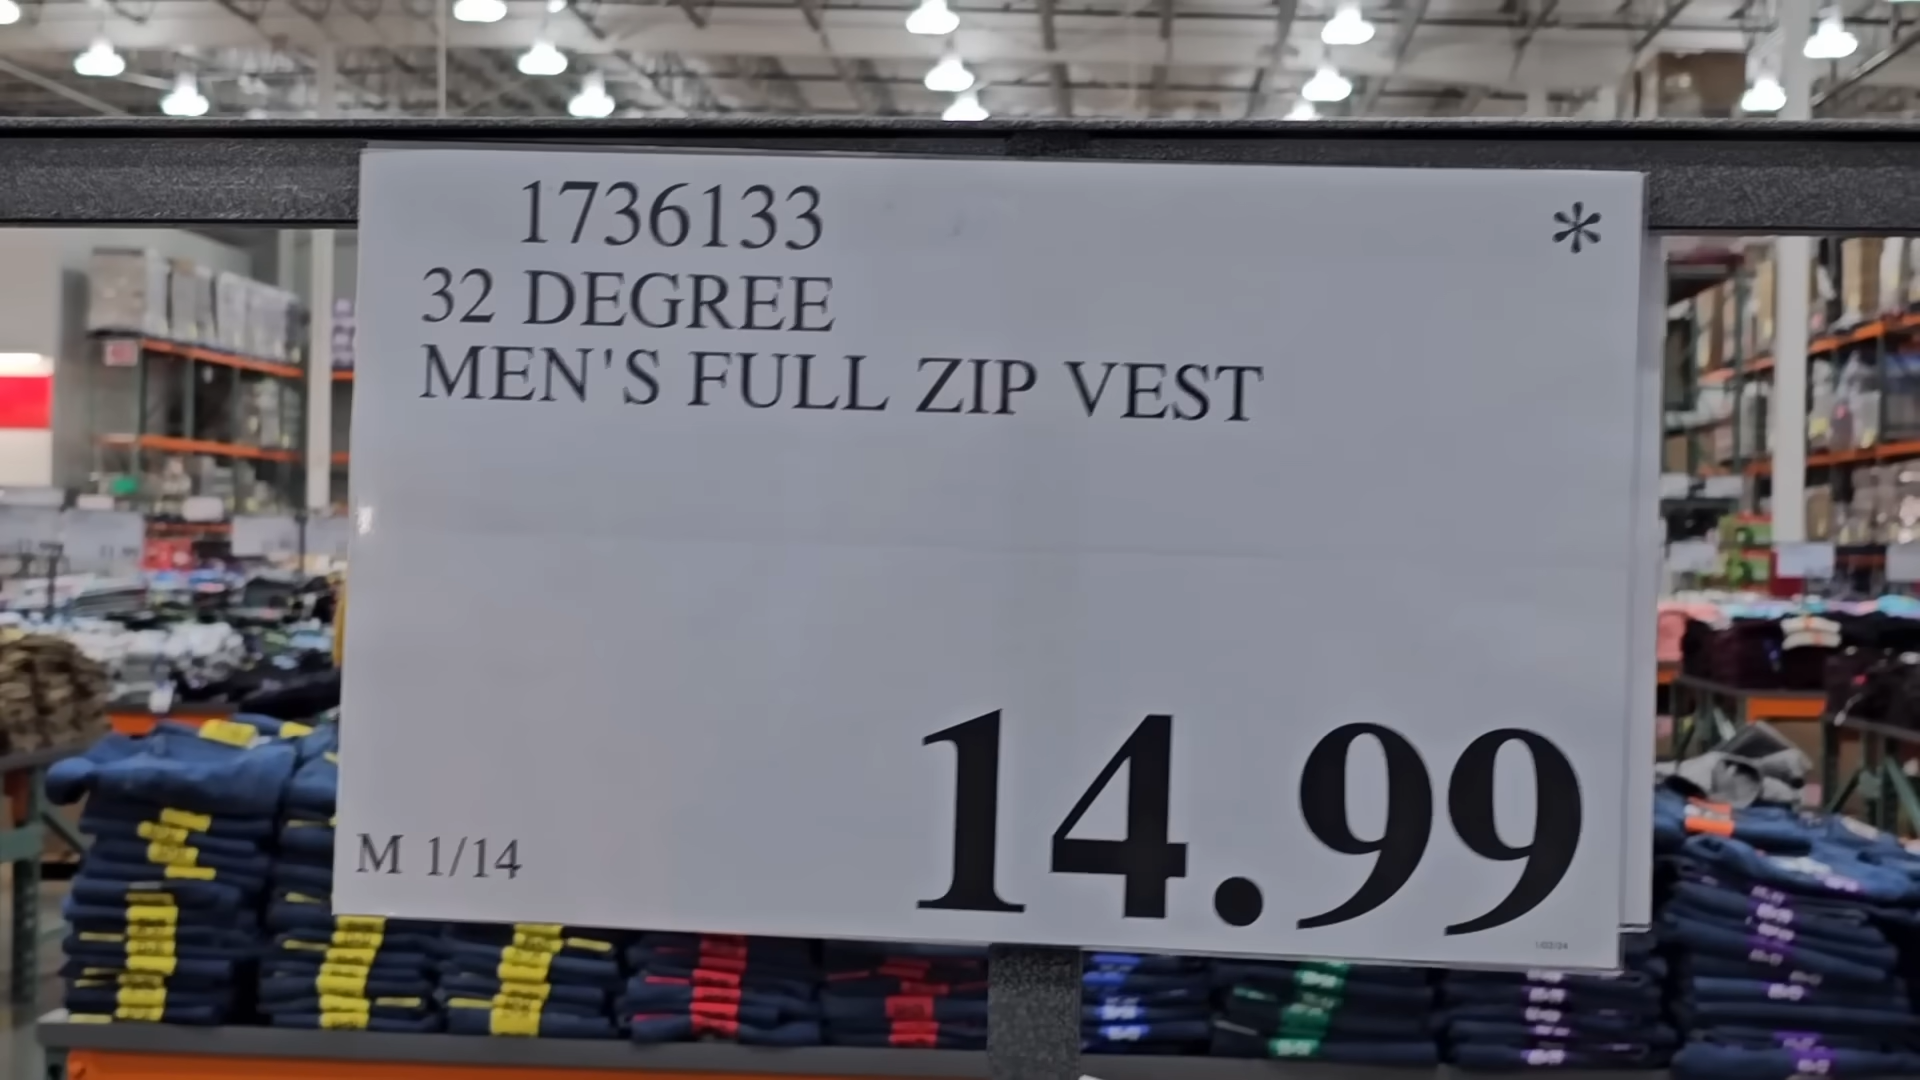 1736133
*
32 DEGREE
MEN'S FULL ZIP VEST
14.99
M 1/14